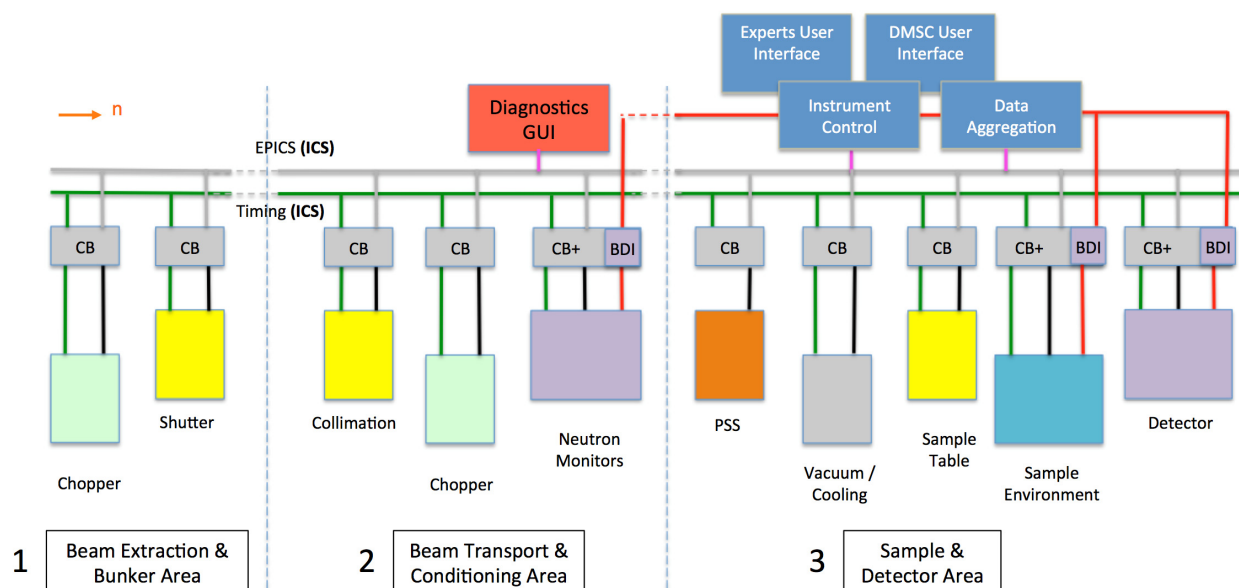 Experts User
Interface
DMSC User
Interface
n
Diagnostics
GUI
Instrument
Control
Data
Aggregation
EPICS (ICS)
Timing (ICS)
CB
CB
CB
CB
CB+
BDI
CB
CB
CB
CB+
BDI
CB+
BDI
Shutter
Collimation
Neutron
Monitors
PSS
Sample
Table
Detector
Chopper
Chopper
Vacuum /
Cooling
Sample
Environment
1
Beam Extraction &
Bunker Area
2
Beam Transport &
Conditioning Area
3
Sample &
Detector Area